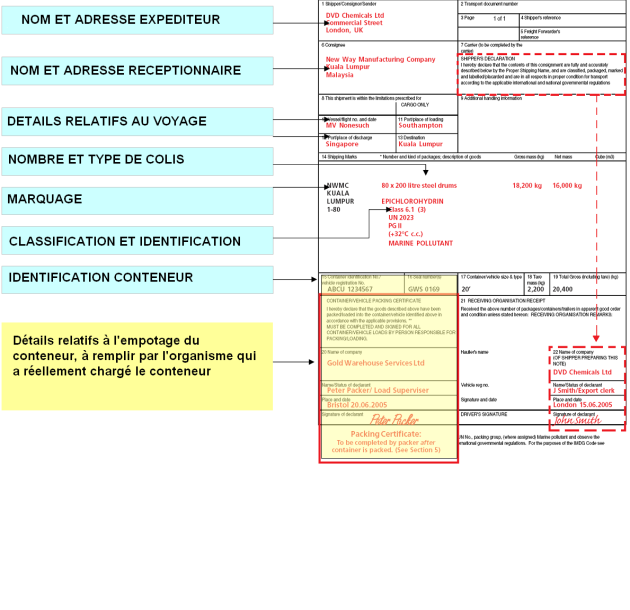 NOM ET ADRESSE EXPEDITEUR
NOM ET ADRESSE RECEPTIONNAIRE
DETAILS RELATIFS AU VOYAGE
NOMBRE ET TYPE DE COLIS
MARQUAGE
CLASSIFICATION ET IDENTIFICATION
IDENTIFICATION CONTENEUR
Détails relatifs à l'empotage du
conteneur, à remplir par l'organisme qui
a réellement chargé le conteneur
1 Shipper/Consignor/Sender
DVD Chemicals Ltd
Commercial Street
London, UK
2 Transport document number
3 Page 1 of 1
4 Shipper's reference
5 Freight Forwarder's
reference
6 Consignee
New Way Manufacturing Company
Kuala Lumpur
Malaysia
7 Carrier (to be completed by the
carrier)
SHIPPER'S DECLARATION
I hereby declare that the contents of this consignment are fully and accurately
described below by the Proper Shipping Name, and are classified, packaged, marked
and labelled/placarded and are in all respects in proper condition for transport
according to the applicable international and national governmental regulations
8 This shipment is within the limitations prescribed for
CARGO ONLY
9 Additional handling information
10 Vessel/flight no. and date
MV Nonesuch
11 Port/place of loading
Southampton
12 Port/place of discharge
Singapore
13 Destination
Kuala Lumpur
14 Shipping Marks * Number and kind of packages; description of goods Gross mass (kg) Net mass Cube (m3)
NWMC
KUALA
LUMPUR
1-80
80 x 200 litre steel drums 18,200 kg 16,000 kg
EPICHLOROHYDRIN
Class 6.1 (3)
UN 2023
PG II
(+32°C c.c.)
MARINE POLLUTANT
15 Container identification No./
vehicle registration No.
ABCU 1234567
16 Seal number(s)
GWS 0169
17 Container/vehicle size & type
20'
18 Tare
mass (kg)
2,200
19 Total Gross (including tare) (kg)
20,400
CONTAINER/VEHICLE PACKING CERTIFICATE
I hereby declare that the goods described above have been
packed/loaded into the container/vehicle identified above in
accordance with the applicable provisions. **
MUST BE COMPLETED AND SIGNED FOR ALL
CONTAINER/VEHICLE LOADS BY PERSON RESPONSIBLE FOR
PACKING/LOADING.
21 RECEIVING ORGANISATION RECEIPT
Received the above number of packages/containers/trailers in apparent good order
and condition unless stated hereon: RECEIVING ORGANISATION REMARKS.
20 Name of company
Gold Warehouse Services Ltd
Haulier's name
22 Name of company
(OF SHIPPER PREPARING THIS
NOTE)
DVD Chemicals Ltd
Name/Status of declarant
Peter Packer/ Load Supervisor
Vehicle reg no.
Name/Status of declarant
J Smith/Export clerk
Place and date
Bristol 20.06.2005
Signature and date
Place and date
London 15.06.2005
Signature of declarant
Peter Packer
DRIVER'S SIGNATURE
Signature of declarant
John Smith
Packing Certificate:
To be completed by packer after
container is packed. (See Section 5)
/N No., packing group, (where assigned) Marine pollutant and observe the
national governmental regulations. For the purposes of the IMDG Code see